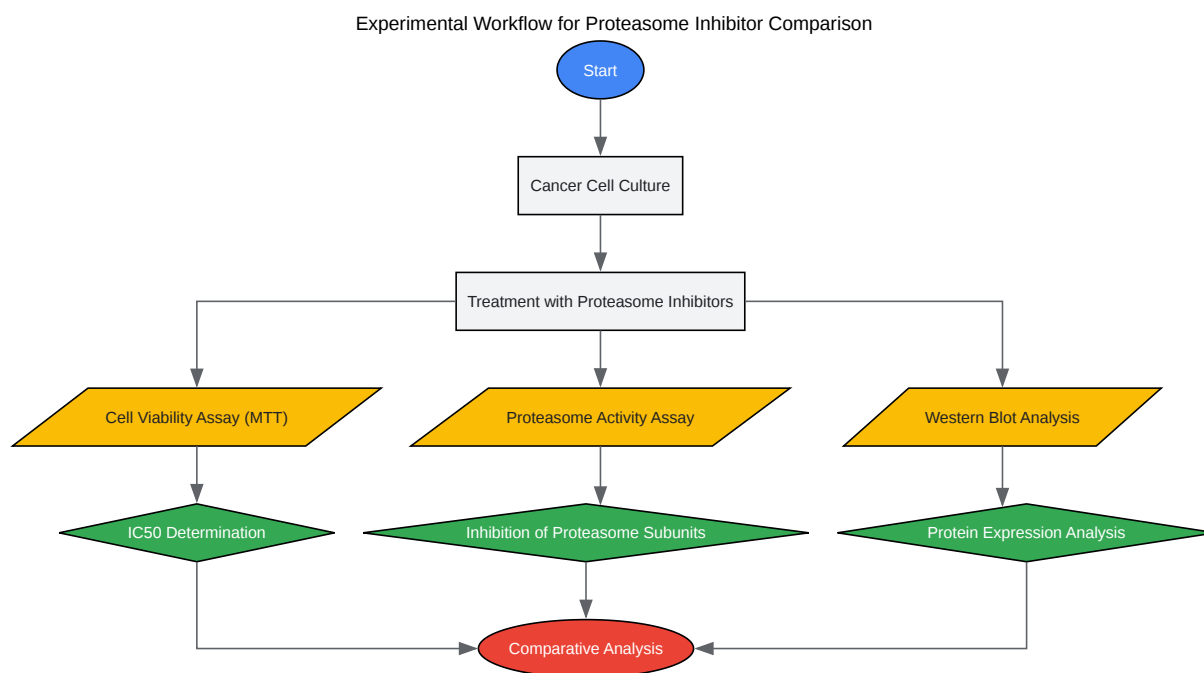 Experimental Workflow for Proteasome Inhibitor Comparison
Start
Cancer Cell Culture
Treatment with Proteasome Inhibitors
Cell Viability Assay (MTT)
Proteasome Activity Assay
Western Blot Analysis
IC50 Determination
Inhibition of Proteasome Subunits
Protein Expression Analysis
Comparative Analysis